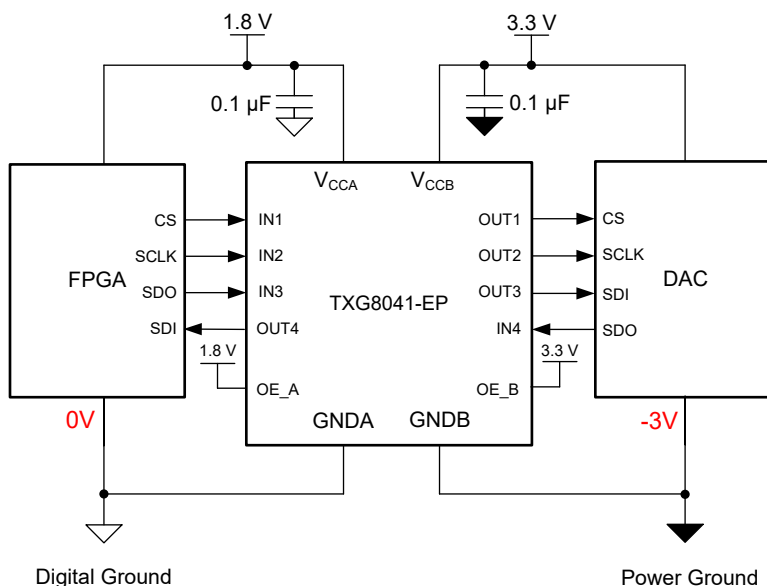 1.8 V
3.3 V
0.1 µF
0.1 µF
VCCA
VCCB
CS
IN1
OUT1
CS
SCLK
IN2
OUT2
SCLK
FPGA
DAC
SDO
IN3
OUT3
SDI
TXG8041-EP
SDI
OUT4
IN4
SDO
1.8 V
3.3 V
OE_A
OE_B
0V
GNDA
GNDB
-3V
Digital Ground
Power Ground